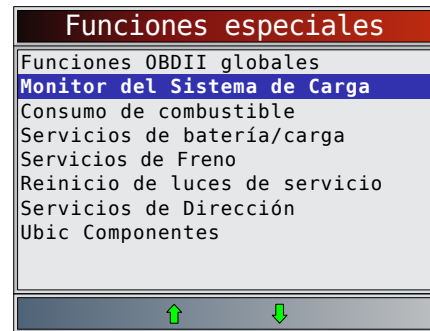 Funciones especiales
Funciones OBDII globales
Monitor del Sistema de Carga
Consumo de combustible
Servicios de batería/carga
Servicios de Freno
Reinicio de luces de servicio
Servicios de Dirección
Ubic Componentes